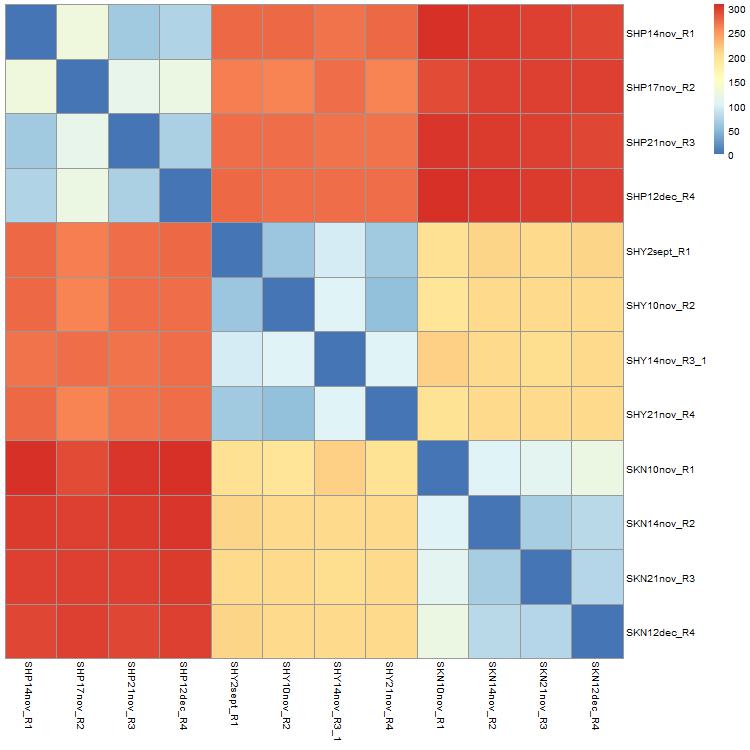 300
250
200
150
100
50
0
SHP14nov_R1
SHP17nov_R2
SHP21nov_R3
SHP12dec_R4
SHY2sept_R1
SHY10nov_R2
SHY14nov_R3_1
SHY21nov_R4
SKN10nov_R1
SKN14nov_R2
SKN21nov_R3
SKN12dec_R4
SHP14nov_R1
SHP17nov_R2
SHP21nov_R3
SHP12dec_R4
SHY2sept_R1
SHY10nov_R2
SHY14nov_R3_1
SHY21nov_R4
SKN10nov_R1
SKN14nov_R2
SKN21nov_R3
SKN12dec_R4